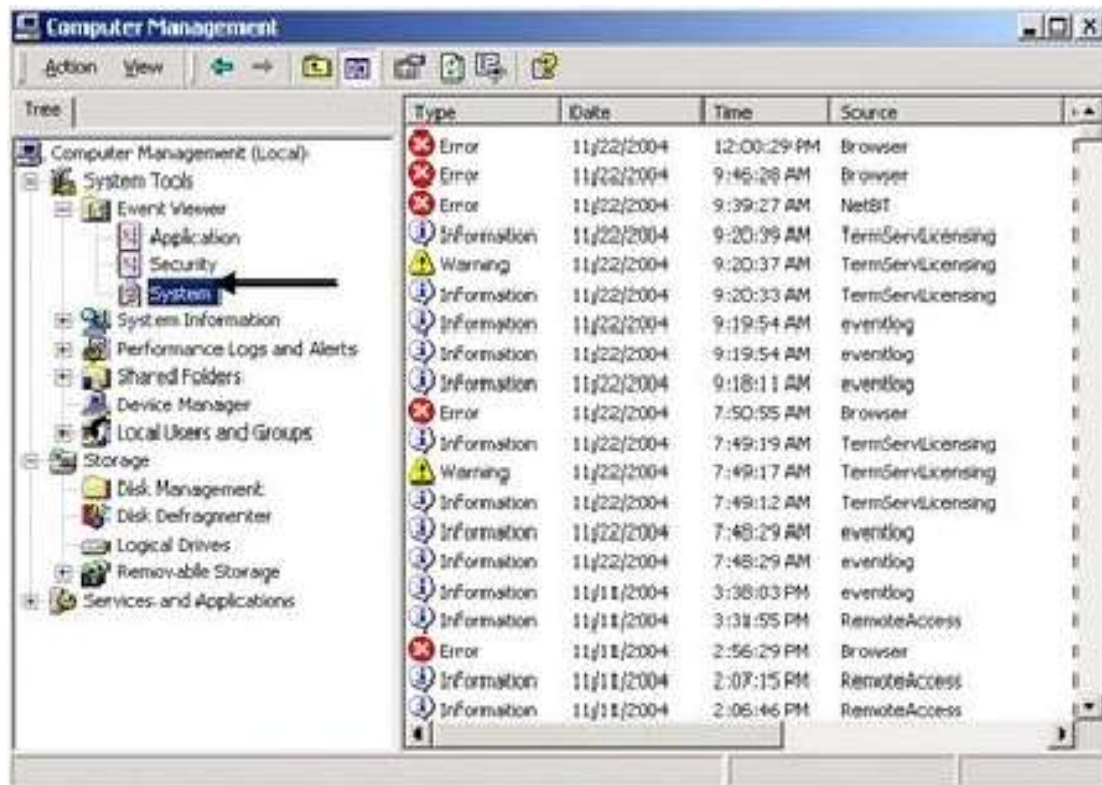 Computer Management
Action View
Tree
Computer Management (Local)
System Tools
Event Viewer
Application
Security
System
System Information
Performance Logs and Alerts
Shared Folders
Device Manager
Local Users and Groups
Storage
Disk Management
Disk Defragmenter
Logical Drives
Removable Storage
Services and Applications
Type Date Time Source
Error 11/22/2004 12:00:29 PM Browser
Error 11/22/2004 9:46:28 AM Browser
Error 11/22/2004 9:39:27 AM NetBT
Information 11/22/2004 9:20:39 AM TermServLicensing
Warning 11/22/2004 9:20:37 AM TermServLicensing
Information 11/22/2004 9:20:33 AM TermServLicensing
Information 11/22/2004 9:19:54 AM eventlog
Information 11/22/2004 9:19:54 AM eventlog
Information 11/22/2004 9:18:11 AM eventlog
Error 11/22/2004 7:50:55 AM Browser
Information 11/22/2004 7:49:19 AM TermServLicensing
Warning 11/22/2004 7:49:17 AM TermServLicensing
Information 11/22/2004 7:49:12 AM TermServLicensing
Information 11/22/2004 7:48:29 AM eventlog
Information 11/22/2004 7:48:29 AM eventlog
Information 11/11/2004 3:38:03 PM eventlog
Information 11/11/2004 3:31:55 PM RemoteAccess
Error 11/11/2004 2:56:29 PM Browser
Information 11/11/2004 2:07:15 PM RemoteAccess
Information 11/11/2004 2:06:46 PM RemoteAccess